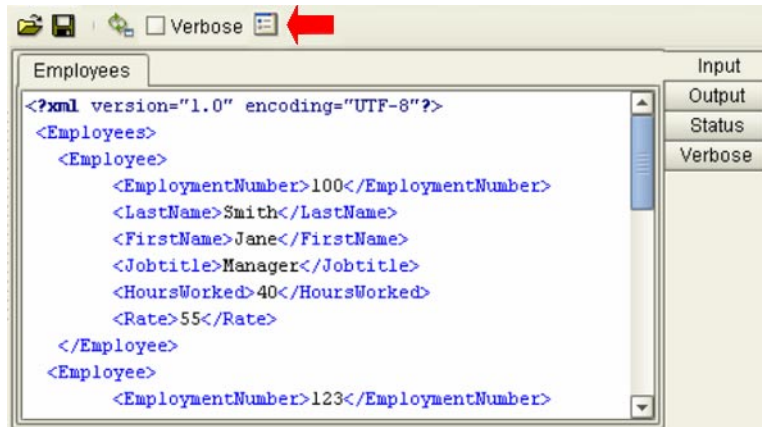 Verbose
Employees
<?xml version="1.0" encoding="UTF-8"?>
<Employees>
<Employee>
<EmploymentNumber>100</EmploymentNumber>
<LastName>Smith</LastName>
<FirstName>Jane</FirstName>
<Jobtitle>Manager</Jobtitle>
<HoursWorked>40</HoursWorked>
<Rate>55</Rate>
</Employee>
<Employee>
<EmploymentNumber>123</EmploymentNumber>
Input
Output
Status
Verbose